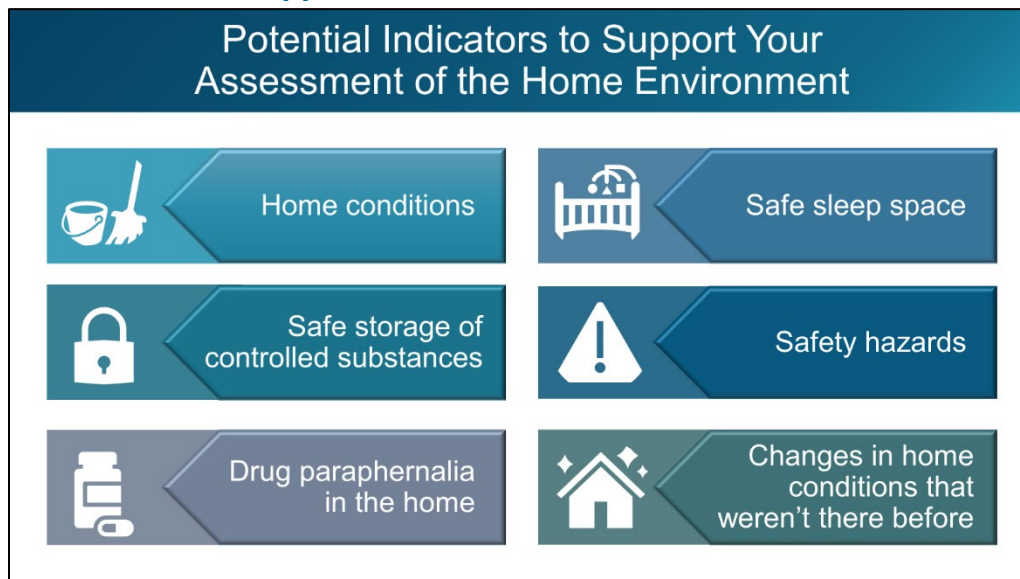 Potential Indicators to Support Your
Assessment of the Home Environment
Home conditions
Safe sleep space
Safe storage of
controlled substances
Safety hazards
Drug paraphernalia
in the home
Changes in home
conditions that
weren't there before